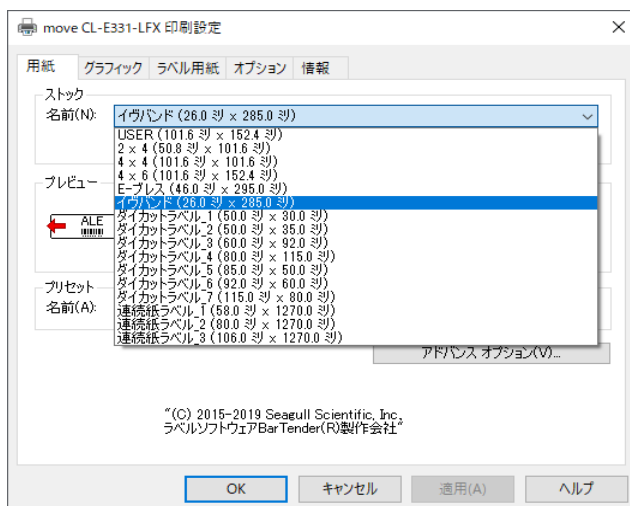 move CL-E331-LFX 印刷設定
用紙 グラフィック ラベル用紙 オプション 情報
ストック
名前(N): イヴバンド (26.0 ミリ x 285.0 ミリ)
USER (101.6 ミリ x 152.4 ミリ)
2 x 4 (50.8 ミリ x 101.6 ミリ)
4 x 4 (101.6 ミリ x 101.6 ミリ)
4 x 6 (101.6 ミリ x 152.4 ミリ)
E-ブレス (46.0 ミリ x 295.0 ミリ)
イヴバンド (26.0 ミリ x 285.0 ミリ)
ダイカットラベル_1 (50.0 ミリ x 30.0 ミリ)
ダイカットラベル_2 (50.0 ミリ x 35.0 ミリ)
ダイカットラベル_3 (60.0 ミリ x 92.0 ミリ)
ダイカットラベル_4 (80.0 ミリ x 115.0 ミリ)
ダイカットラベル_5 (85.0 ミリ x 50.0 ミリ)
ダイカットラベル_6 (92.0 ミリ x 60.0 ミリ)
ダイカットラベル_7 (115.0 ミリ x 80.0 ミリ)
連続紙ラベル_1 (58.0 ミリ x 1270.0 ミリ)
連続紙ラベル_2 (80.0 ミリ x 1270.0 ミリ)
連続紙ラベル_3 (106.0 ミリ x 1270.0 ミリ)
プレビュー
ALE
プリセット
名前(A):
アドバンス オプション(V)...
"(C) 2015-2019 Seagull Scientific, Inc.
ラベルソフトウェアBarTender(R)製作会社"
OK キャンセル 適用(A) ヘルプ